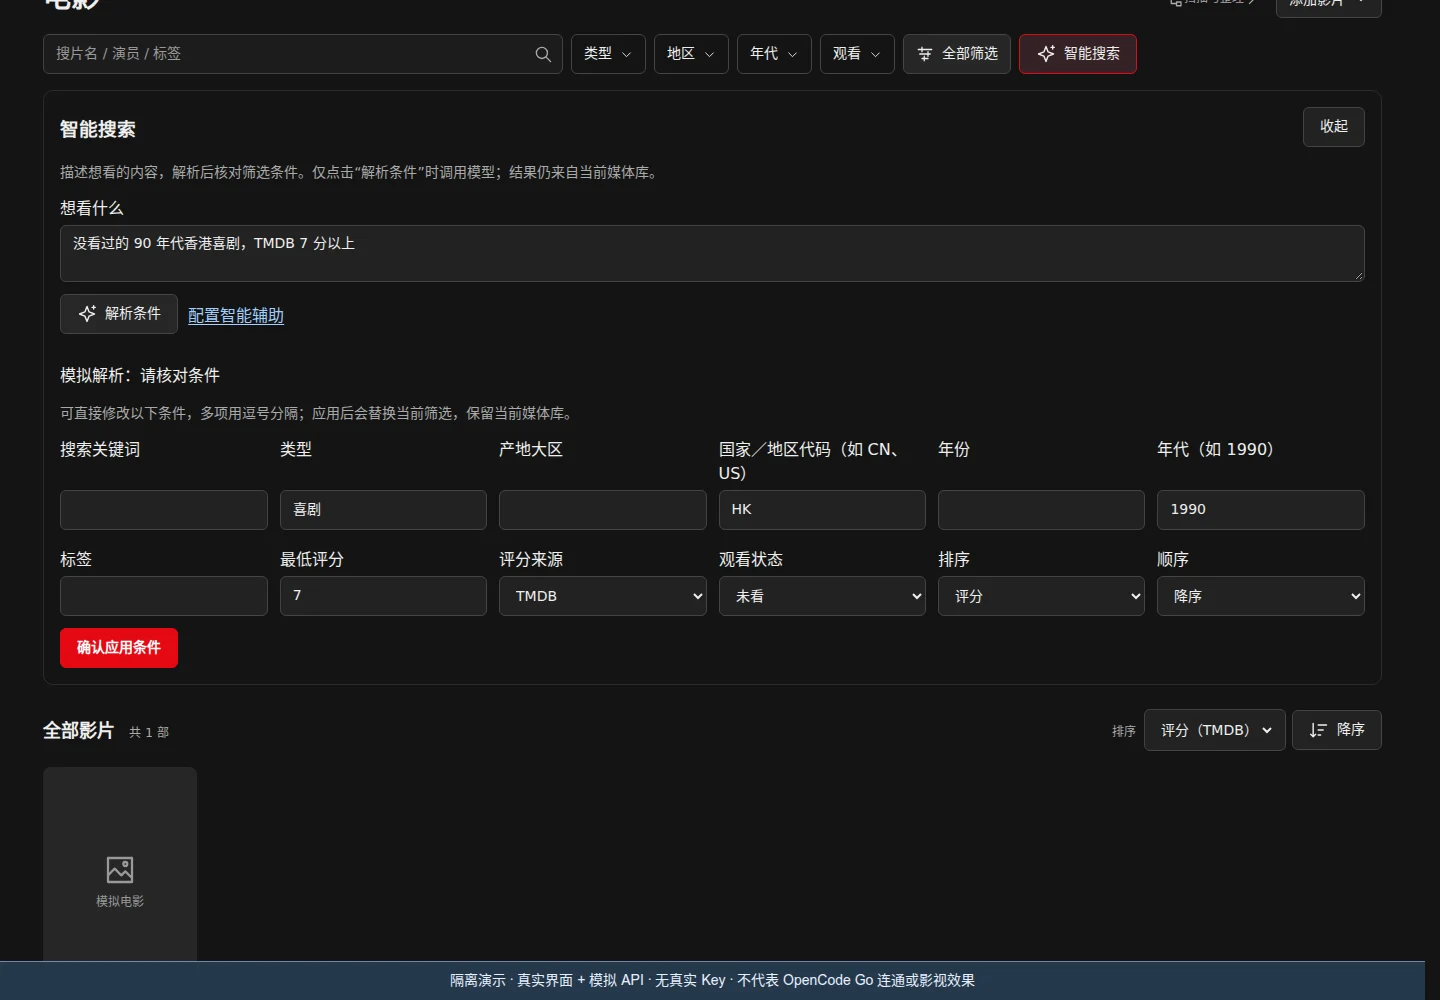 电影
扫描与整理
添加影片
搜片名 / 演员 / 标签
类型
地区
年代
观看
全部筛选
智能搜索
智能搜索
收起
描述想看的内容，解析后核对筛选条件。仅点击“解析条件”时调用模型；结果仍来自当前媒体库。
想看什么
没看过的 90 年代香港喜剧，TMDB 7 分以上
解析条件
配置智能辅助
模拟解析：请核对条件
可直接修改以下条件，多项用逗号分隔；应用后会替换当前筛选，保留当前媒体库。
搜索关键词
类型
产地大区
国家／地区代码（如 CN、
US）
年份
年代（如 1990）
喜剧
HK
1990
标签
最低评分
评分来源
观看状态
排序
顺序
7
TMDB
未看
评分
降序
确认应用条件
全部影片
共 1 部
排序
评分（TMDB）
降序
模拟电影
隔离演示 · 真实界面 + 模拟 API · 无真实 Key · 不代表 OpenCode Go 连通或影视效果